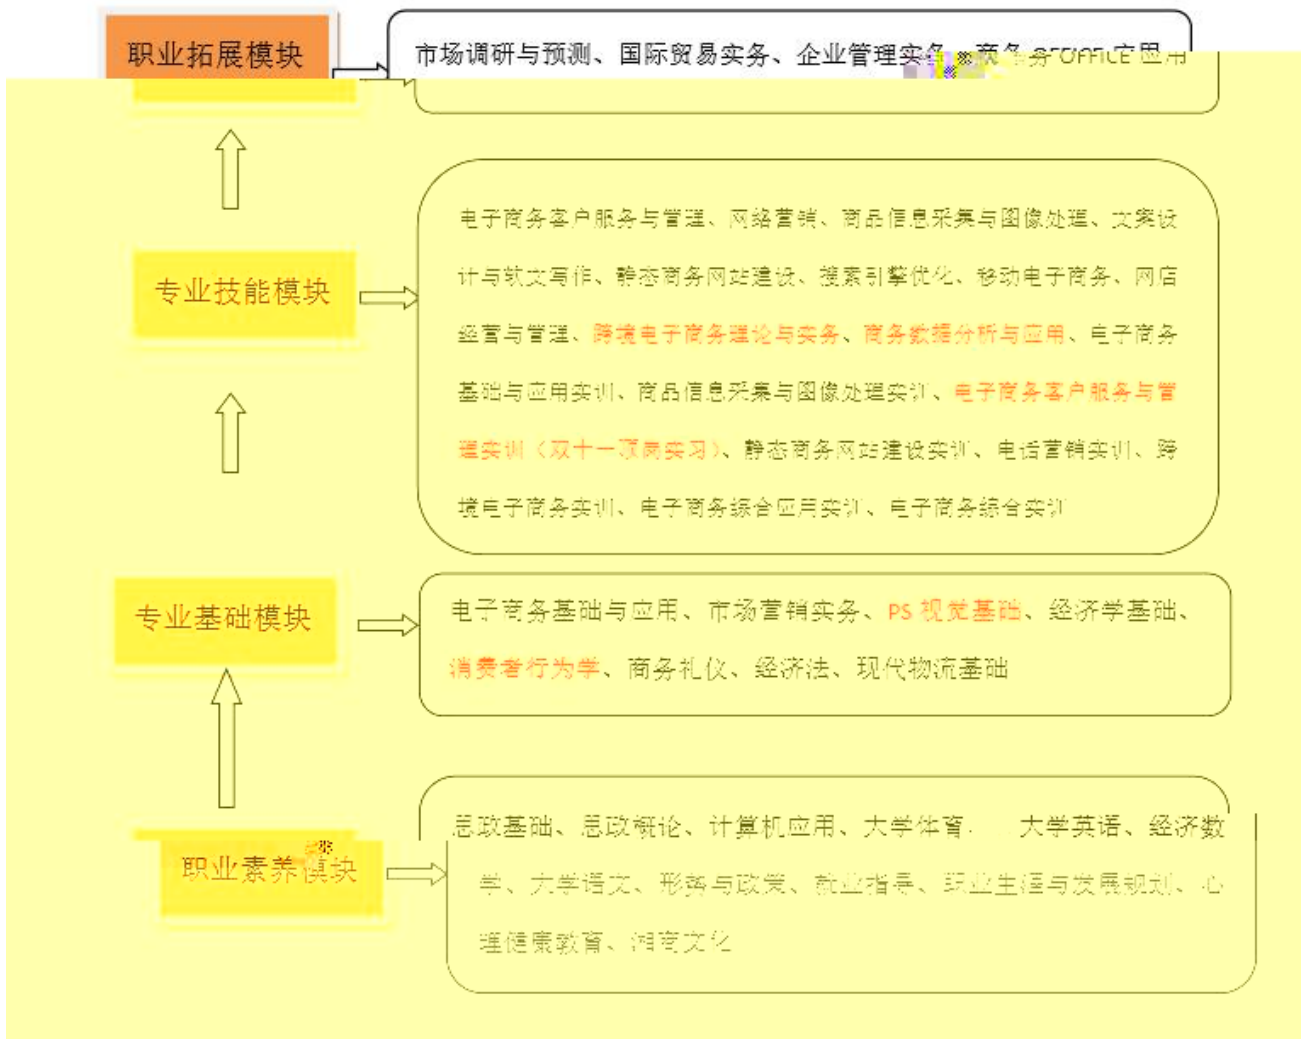 职业拓展模块
市场调研与预测、国际贸易实务、企业管理实务、商务 OFFICE 应用
专业技能模块
电子商务客户服务与管理、网络营销、商品信息采集与图像处理、文案设
计与软文写作、静态商务网站建设、搜索引擎优化、移动电子商务、网店
经营与管理、跨境电子商务理论与实务、商务数据分析与应用、电子商务
基础与应用实训、商品信息采集与图像处理实训、电子商务客户服务与管
理实训（双十一顶岗实习）、静态商务网站建设实训、电话营销实训、跨
境电子商务实训、电子商务综合应用实训、电子商务综合实训
专业基础模块
电子商务基础与应用、市场营销实务、PS 视觉基础、经济学基础、
消费者行为学、商务礼仪、经济法、现代物流基础
职业素养模块
思政基础、思政概论、计算机应用、大学体育、大学英语、经济数
学、大学语文、形势与政策、就业指导、职业生涯与发展规划、心
理健康教育、湘商文化